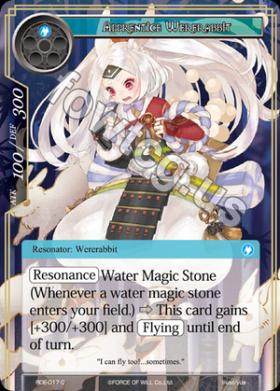 Apprentice Wererabbit
ATK 100 / DEF 300
fowtcg.us
Resonator: Wererabbit
Resonance Water Magic Stone
(Whenever a water magic stone
enters your field.) ⇨ This card gains
[+300/+300] and Flying until end
of turn.
"I can fly too!...sometimes."
RDE-017 C ©FORCE OF WILL Co.,Ltd.